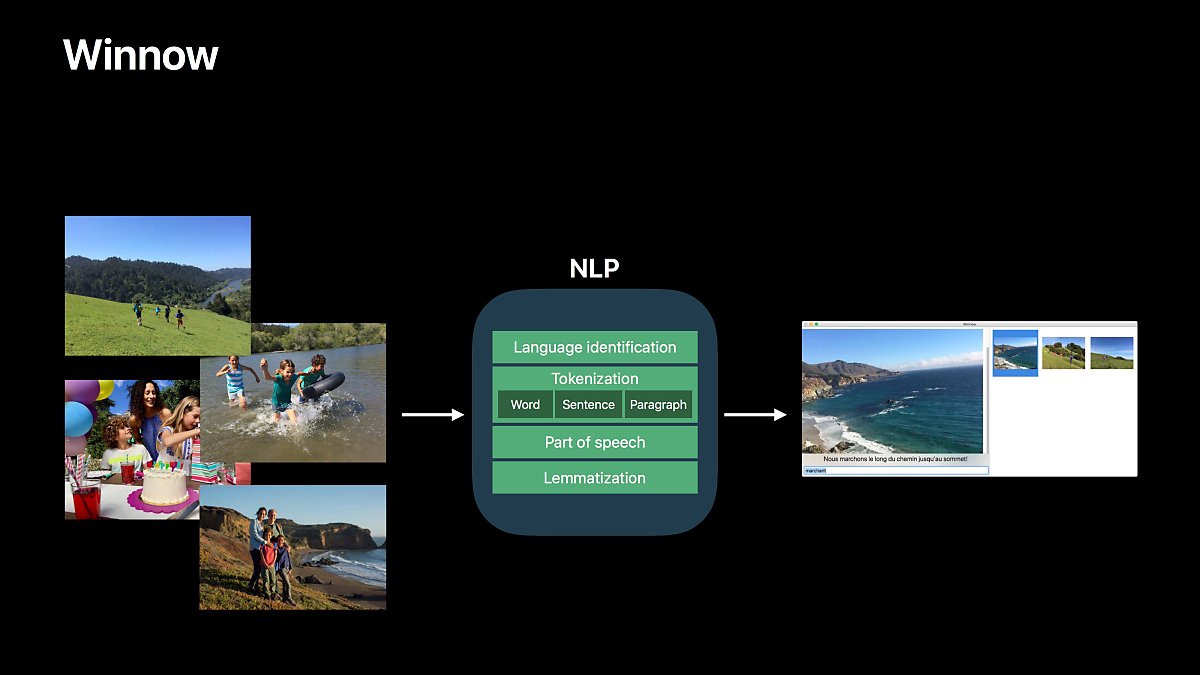 Winnow
NLP
Language identification
Tokenization
Word Sentence Paragraph
Part of speech
Lemmatization
Winnow
Nous marchons le long du chemin jusqu'au sommet!
marchant